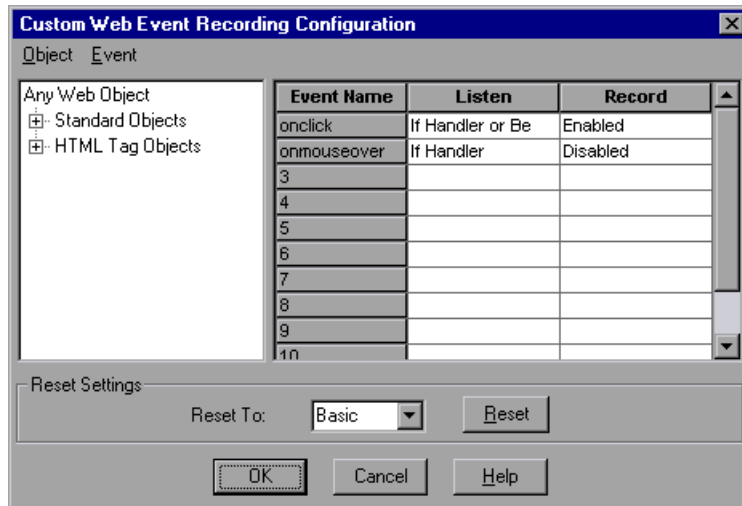 Custom Web Event Recording Configuration
Object Event
Any Web Object
Standard Objects
HTML Tag Objects
Event Name Listen Record
onclick If Handler or Be Enabled
onmouseover If Handler Disabled
3
4
5
6
7
8
9
10
Reset Settings
Reset To: Basic Reset
OK Cancel Help